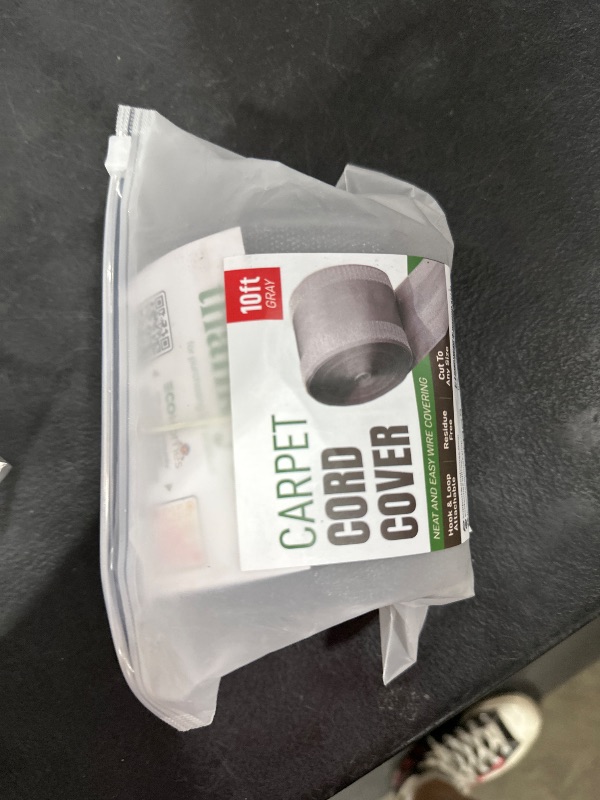 10ft
GRAY
CARPET
CORD
COVER
NEAT AND EASY WIRE COVERING
Hook & Loop
Attachable
Residue
Free
Cut To
Any Size